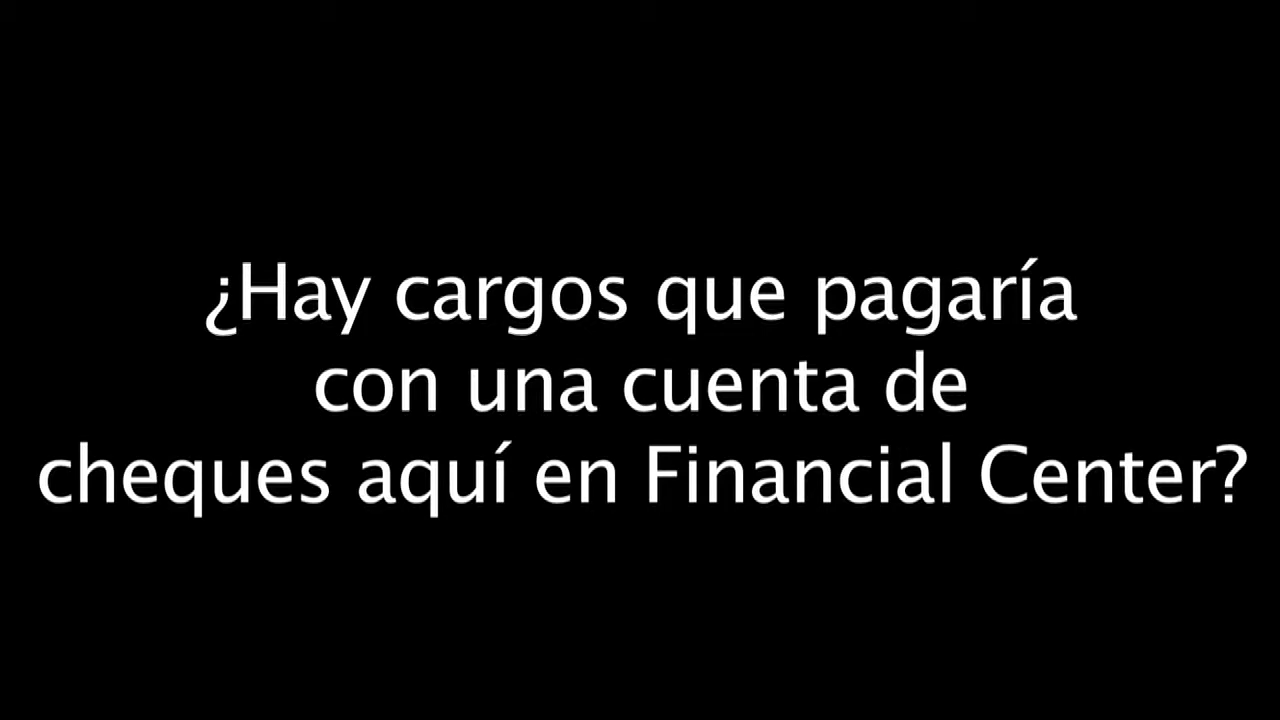 ¿Hay cargos que pagaría
con una cuenta de
cheques aquí en Financial Center?